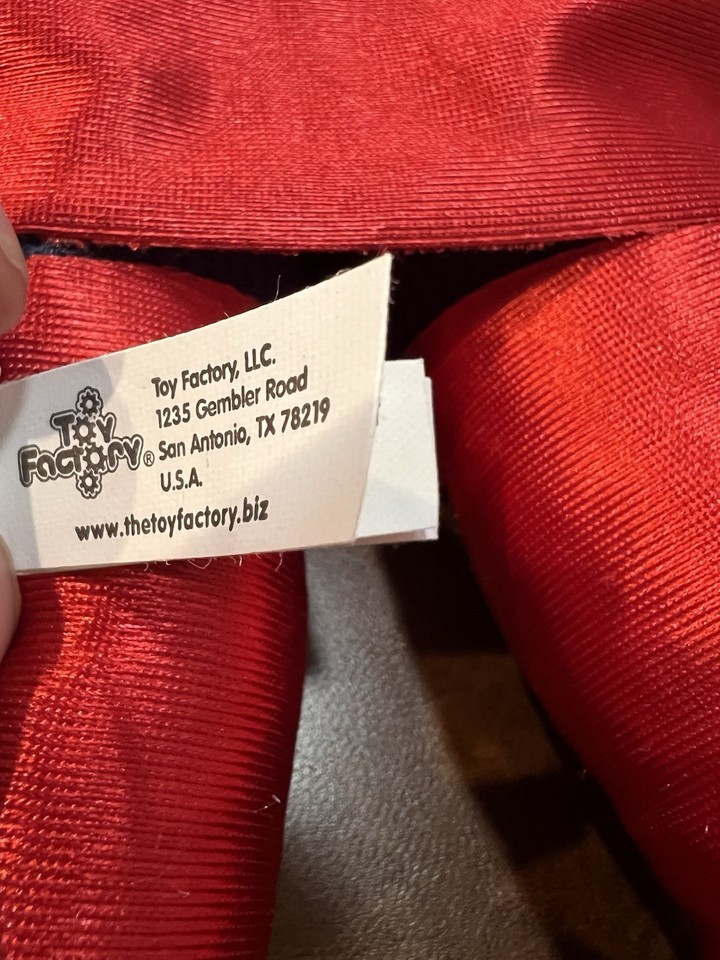 Toy
Factory®
Toy Factory, LLC.
1235 Gembler Road
San Antonio, TX 78219
U.S.A.
www.thetoyfactory.biz